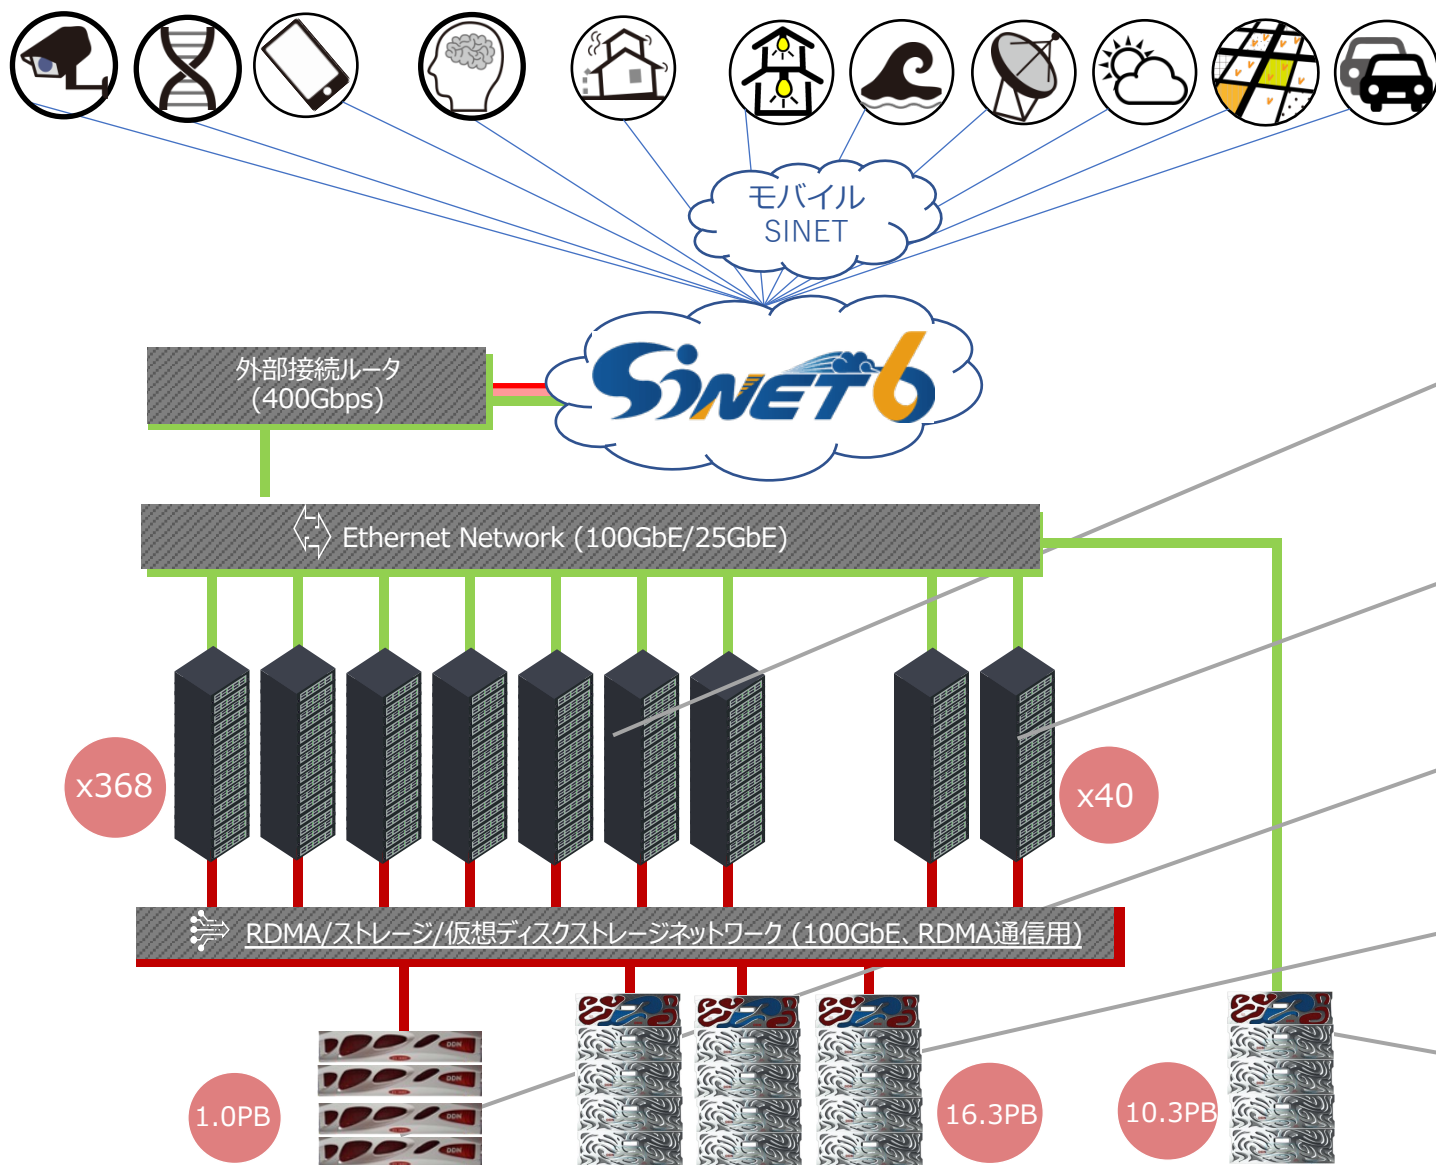 モバイル
SINET
SiNET6
外部接続ルータ
(400Gbps)
Ethernet Network (100GbE/25GbE)
x368
x40
RDMA/ストレージ/仮想ディスクストレージネットワーク (100GbE、RDMA通信用)
DDN
1.0PB
16.3PB
10.3PB